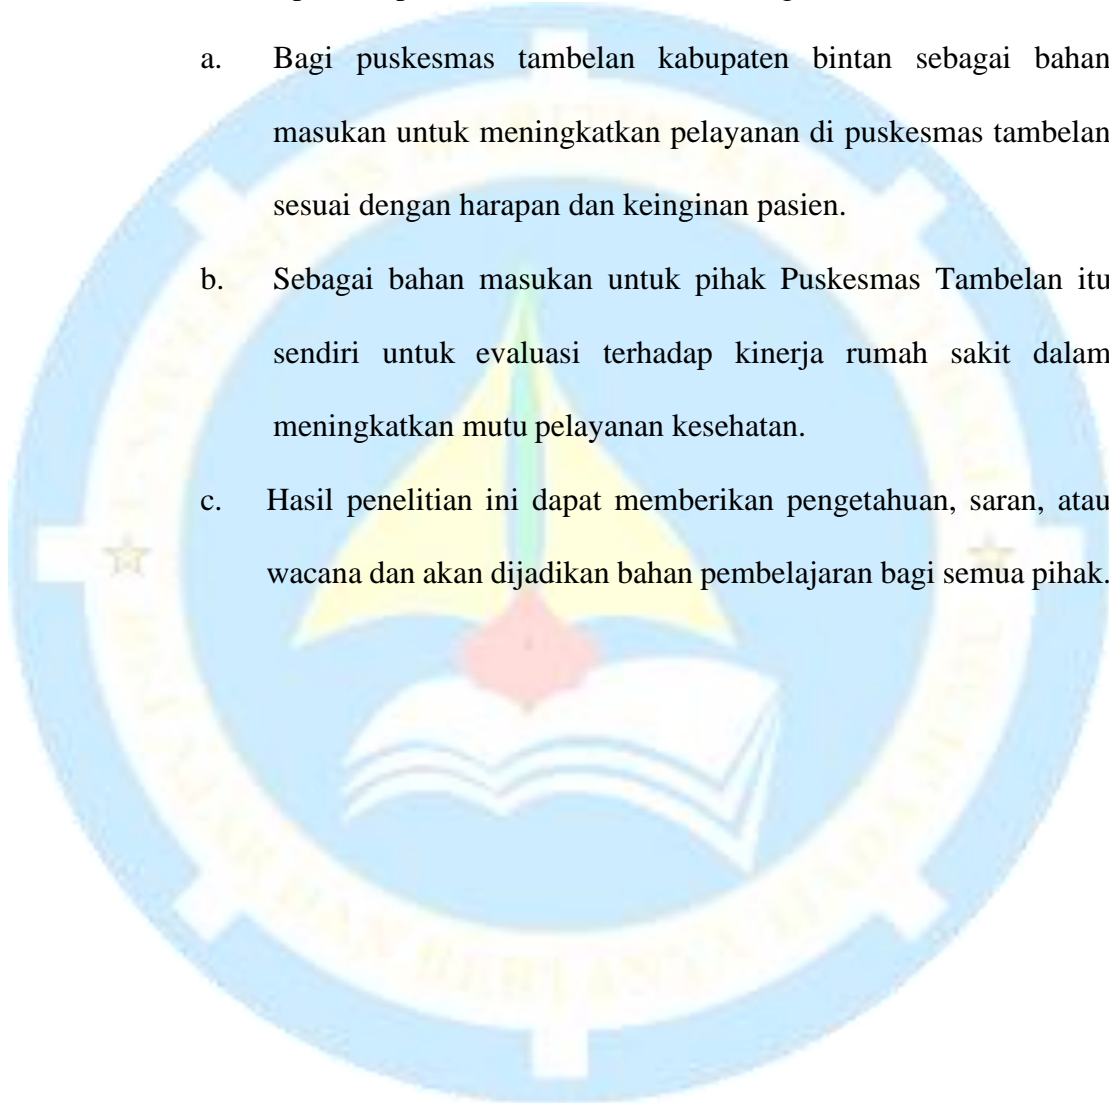 a. Bagi puskesmas tambelan kabupaten bintan sebagai bahan
masukan untuk meningkatkan pelayanan di puskesmas tambelan
sesuai dengan harapan dan keinginan pasien.
b. Sebagai bahan masukan untuk pihak Puskesmas Tambelan itu
sendiri untuk evaluasi terhadap kinerja rumah sakit dalam
meningkatkan mutu pelayanan kesehatan.
c. Hasil penelitian ini dapat memberikan pengetahuan, saran, atau
wacana dan akan dijadikan bahan pembelajaran bagi semua pihak.